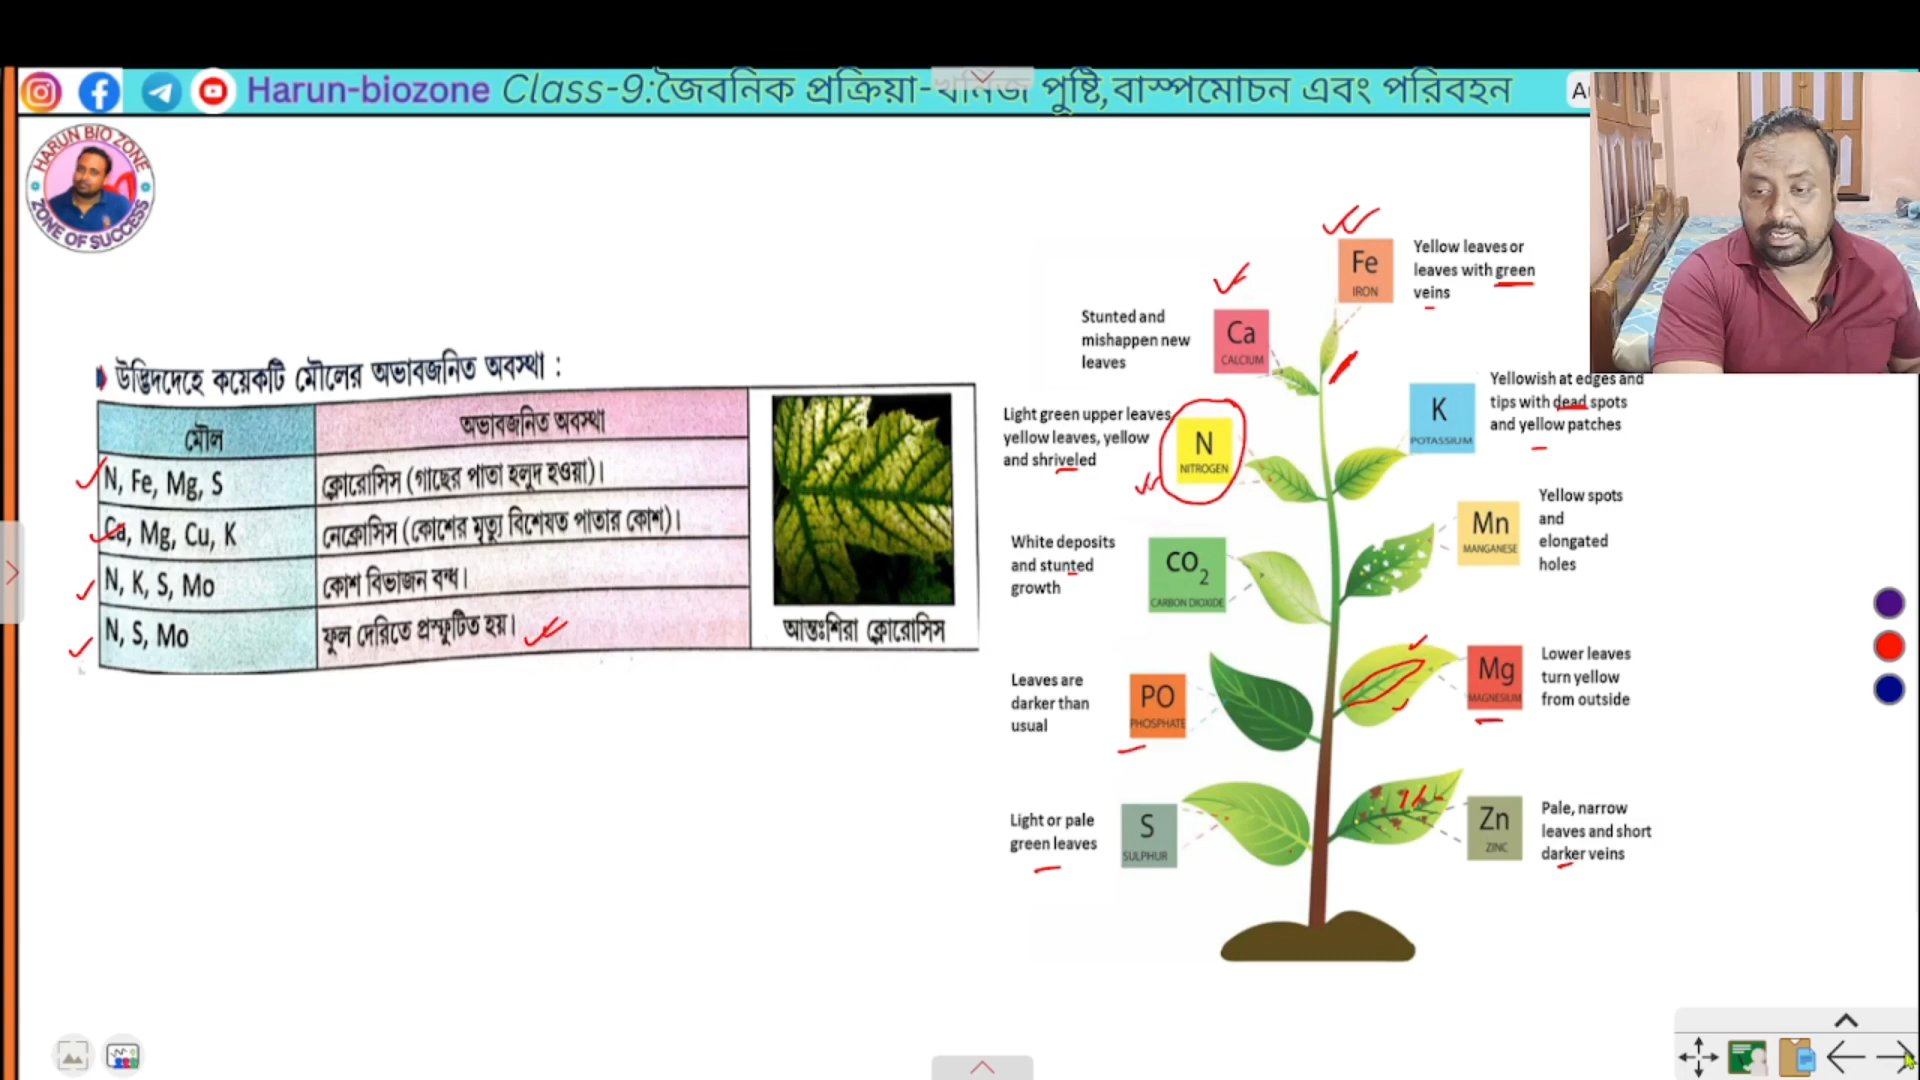 Harun-biozone Class-9:জৈবনিক প্রক্রিয়া-খনিজ পুষ্টি,বাস্পমোচন এবং পরিবহন
HARUN BIO ZONE
ZONE OF SUCCESS
উদ্ভিদদেহে কয়েকটি মৌলের অভাবজনিত অবস্থা :
মৌল অভাবজনিত অবস্থা
N, Fe, Mg, S ক্লোরোসিস (গাছের পাতা হলুদ হওয়া)।
Ca, Mg, Cu, K নেক্রোসিস (কোশের মৃত্যু বিশেষত পাতার কোশ)।
N, K, S, Mo কোশ বিভাজন বন্ধ।
N, S, Mo ফুল দেরিতে প্রস্ফুটিত হয়।
আন্তঃশিরা ক্লোরোসিস
Fe
IRON
Yellow leaves or
leaves with green
veins
Stunted and
mishappen new
leaves
Ca
CALCIUM
K
POTASSIUM
Yellowish at edges and
tips with dead spots
and yellow patches
Light green upper leaves,
yellow leaves, yellow
and shriveled
N
NITROGEN
Mn
MANGANESE
Yellow spots
and
elongated
holes
White deposits
and stunted
growth
CO2
CARBON DIOXIDE
Mg
MAGNESIUM
Lower leaves
turn yellow
from outside
Leaves are
darker than
usual
PO
PHOSPHATE
Light or pale
green leaves
S
SULPHUR
Zn
ZINC
Pale, narrow
leaves and short
darker veins